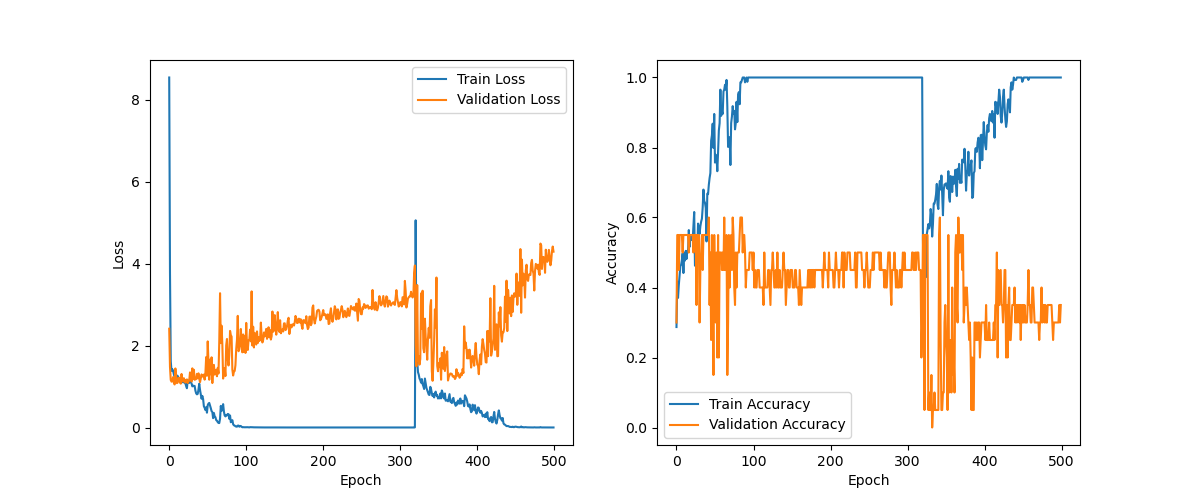 Train Loss
Validation Loss
8
6
4
2
0
Loss
0 100 200 300 400 500
Epoch
1.0
0.8
0.6
0.4
0.2
0.0
Accuracy
Train Accuracy
Validation Accuracy
0 100 200 300 400 500
Epoch